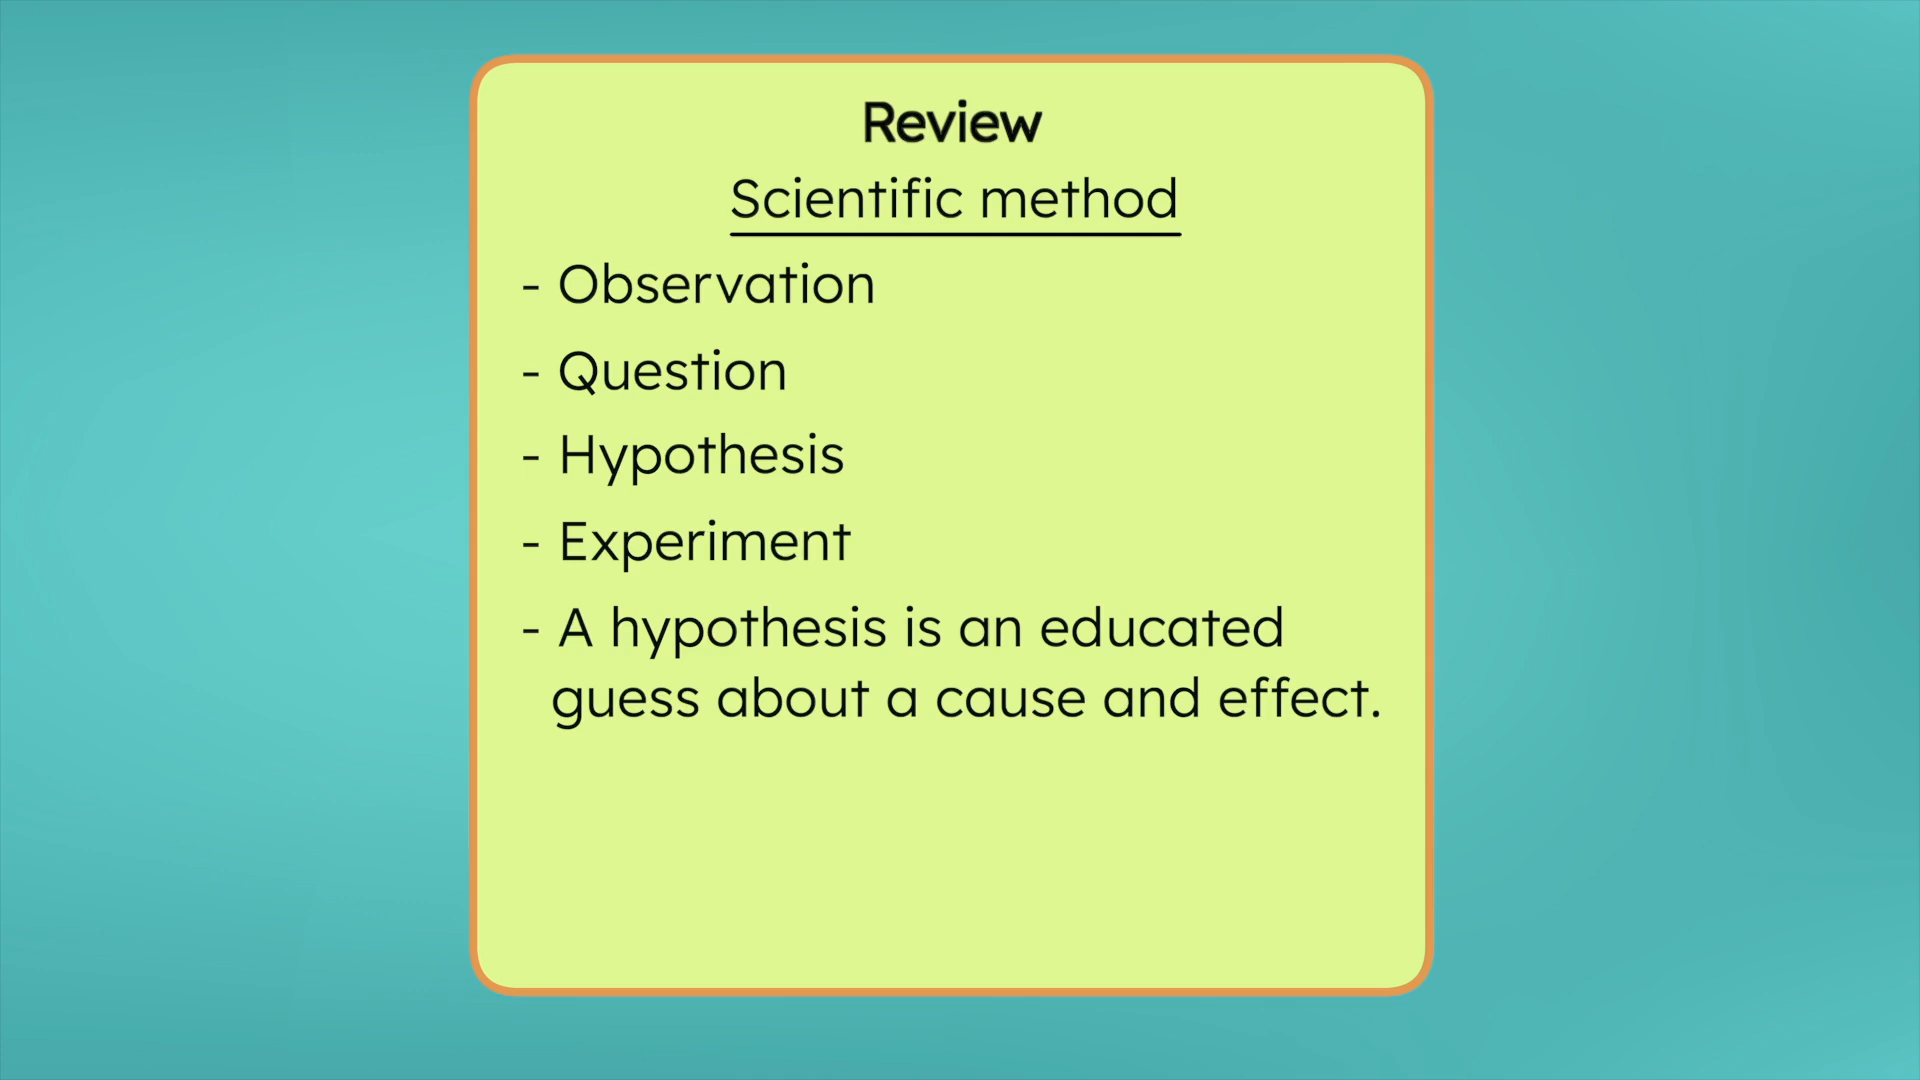 Review
Scientific method
- Observation
- Question
- Hypothesis
- Experiment
- A hypothesis is an educated
guess about a cause and effect.